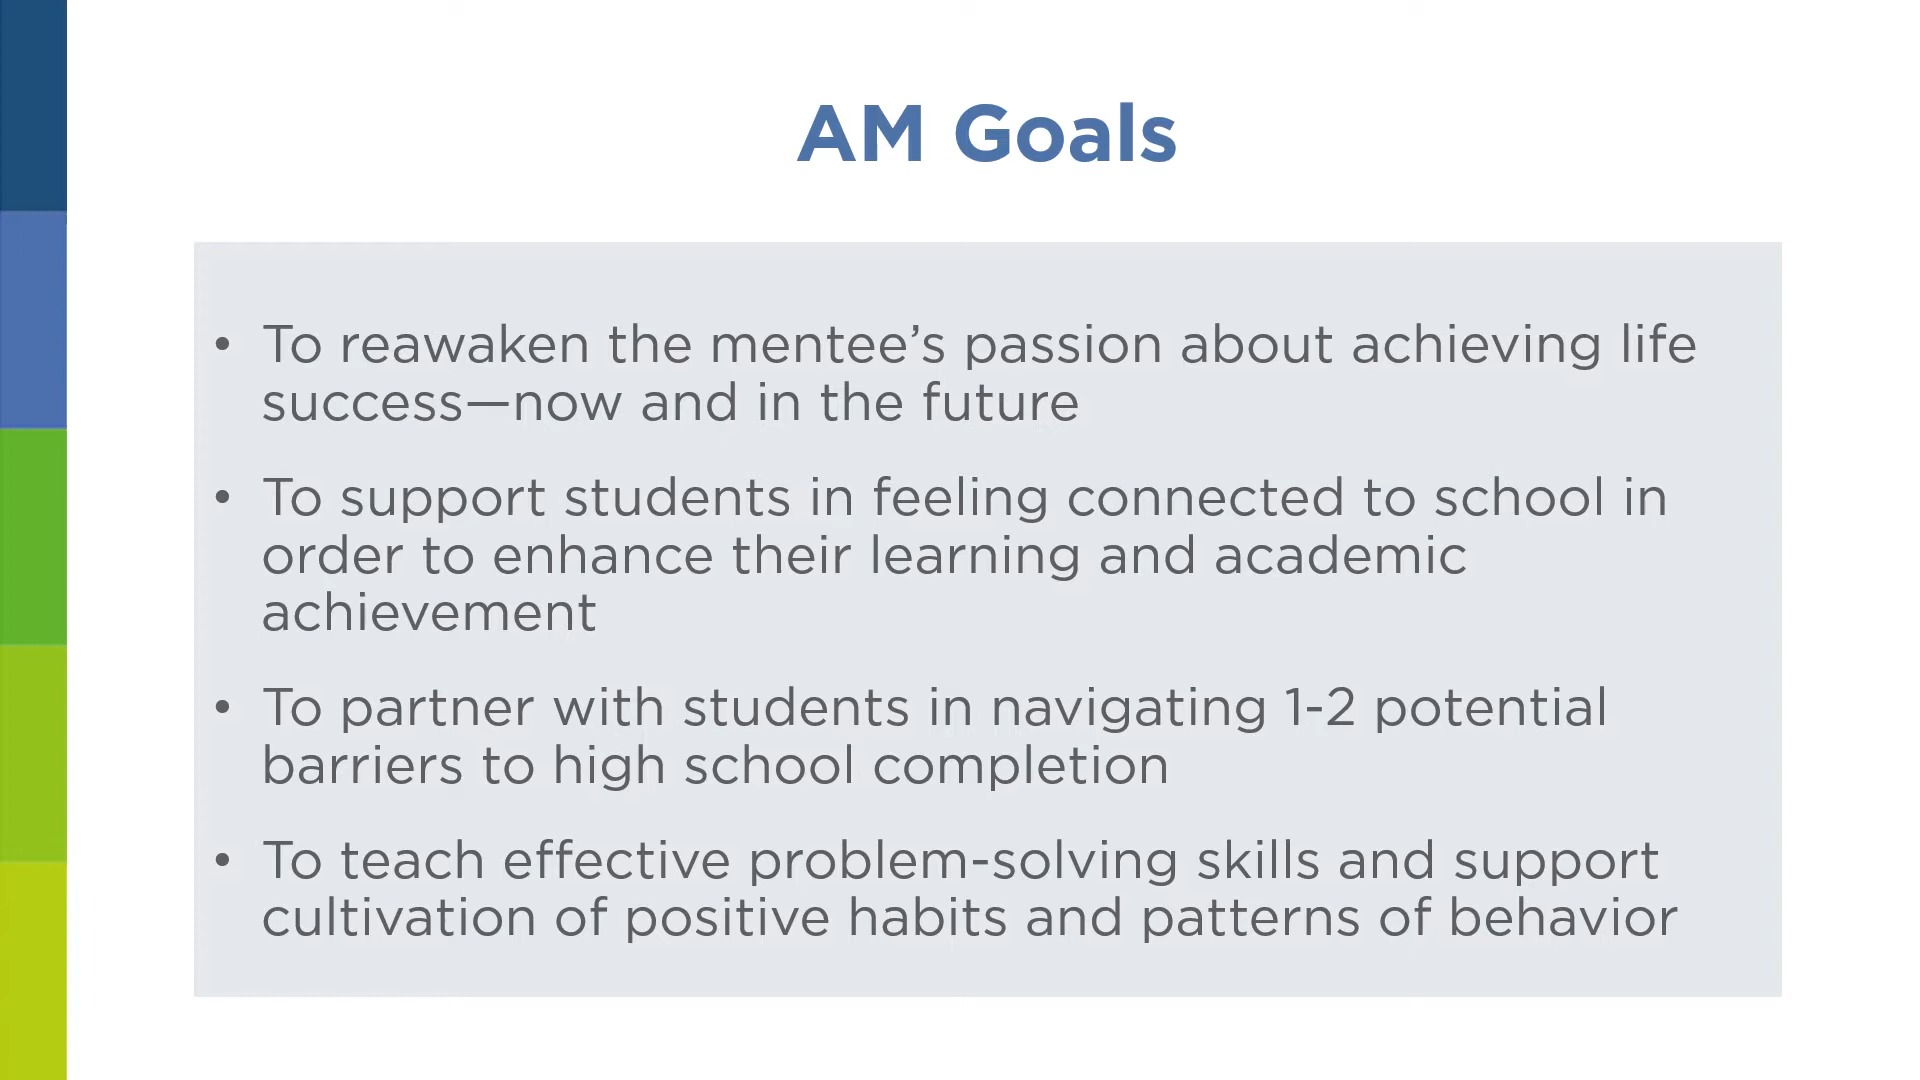 AM Goals
• To reawaken the mentee’s passion about achieving life
success—now and in the future
• To support students in feeling connected to school in
order to enhance their learning and academic
achievement
• To partner with students in navigating 1-2 potential
barriers to high school completion
• To teach effective problem-solving skills and support
cultivation of positive habits and patterns of behavior